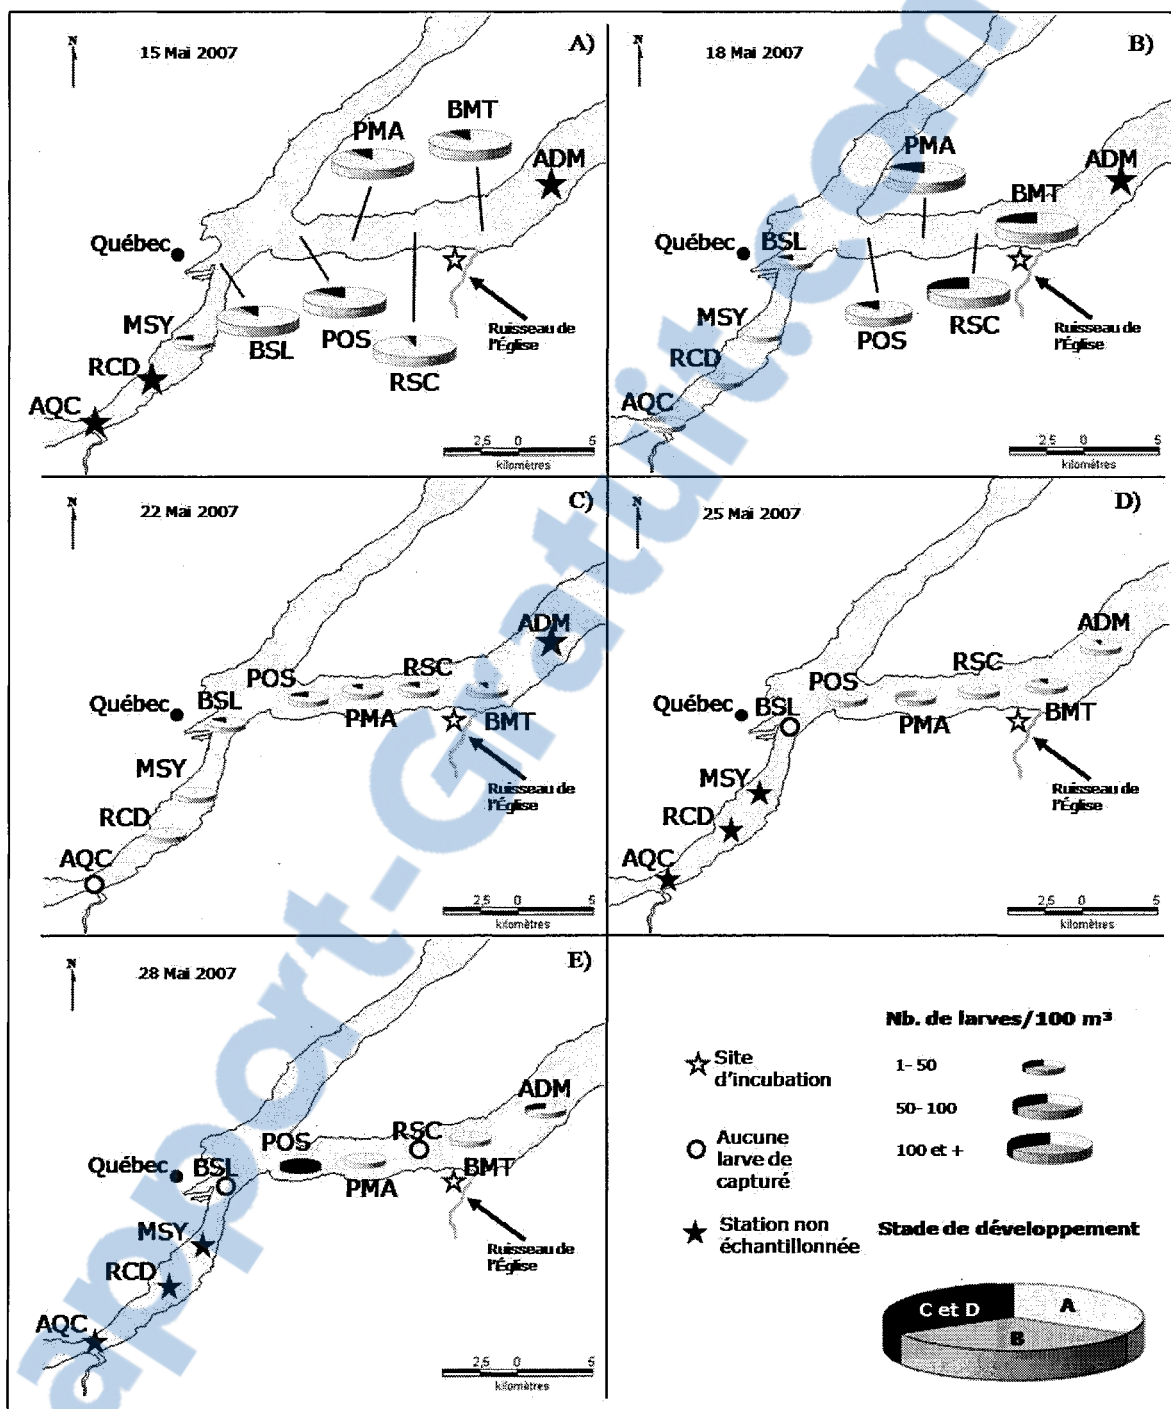 A)
N
15 Mai 2007
BMT
PMA
ADM
Québec
MSY
BSL
POS
RSC
Ruisseau de
l'Église
RCD
AQC
2,5 0 5
kilomètres
B)
N
18 Mai 2007
PMA
ADM
BMT
Québec
BSL
MSY
POS
RSC
Ruisseau de
l'Église
RCD
AQC
2,5 0 5
kilomètres
C)
N
22 Mai 2007
ADM
RSC
POS
BSL
Québec
PMA
BMT
MSY
Ruisseau de
l'Église
RCD
AQC
2,5 0 5
kilomètres
D)
N
25 Mai 2007
ADM
RSC
POS
BSL
Québec
PMA
BMT
MSY
Ruisseau de
l'Église
RCD
AQC
2,5 0 5
kilomètres
E)
N
28 Mai 2007
ADM
RSC
POS
BSL
Québec
PMA
BMT
MSY
Ruisseau de
l'Église
RCD
AQC
2,5 0 5
kilomètres
Nb. de larves/100 m³
Site
d'incubation
1- 50
50- 100
100 et +
Aucune
larve de
capturé
Station non
échantillonnée
Stade de développement
C et D
A
B
apport-Gratuit.com